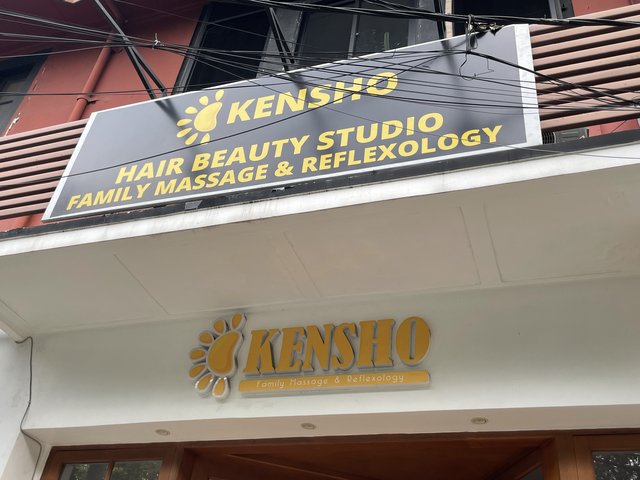 KENSHO
HAIR BEAUTY STUDIO
FAMILY MASSAGE & REFLEXOLOGY
KENSHO
Family Massage & Reflexology